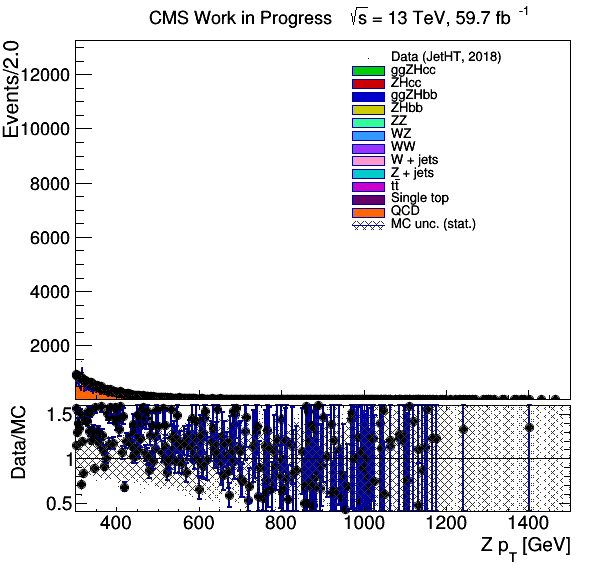 CMS Work in Progress √s = 13 TeV, 59.7 fb⁻¹
Events/2.0
12000
10000
8000
6000
4000
2000
Data (JetHT, 2018)
ggZHcc
ZHcc
ggZHbb
ZHbb
ZZ
WZ
WW
W + jets
Z + jets
tt̅
Single top
QCD
MC unc. (stat.)
Data/MC
1.5
1
0.5
400 600 800 1000 1200 1400
Z p_T [GeV]